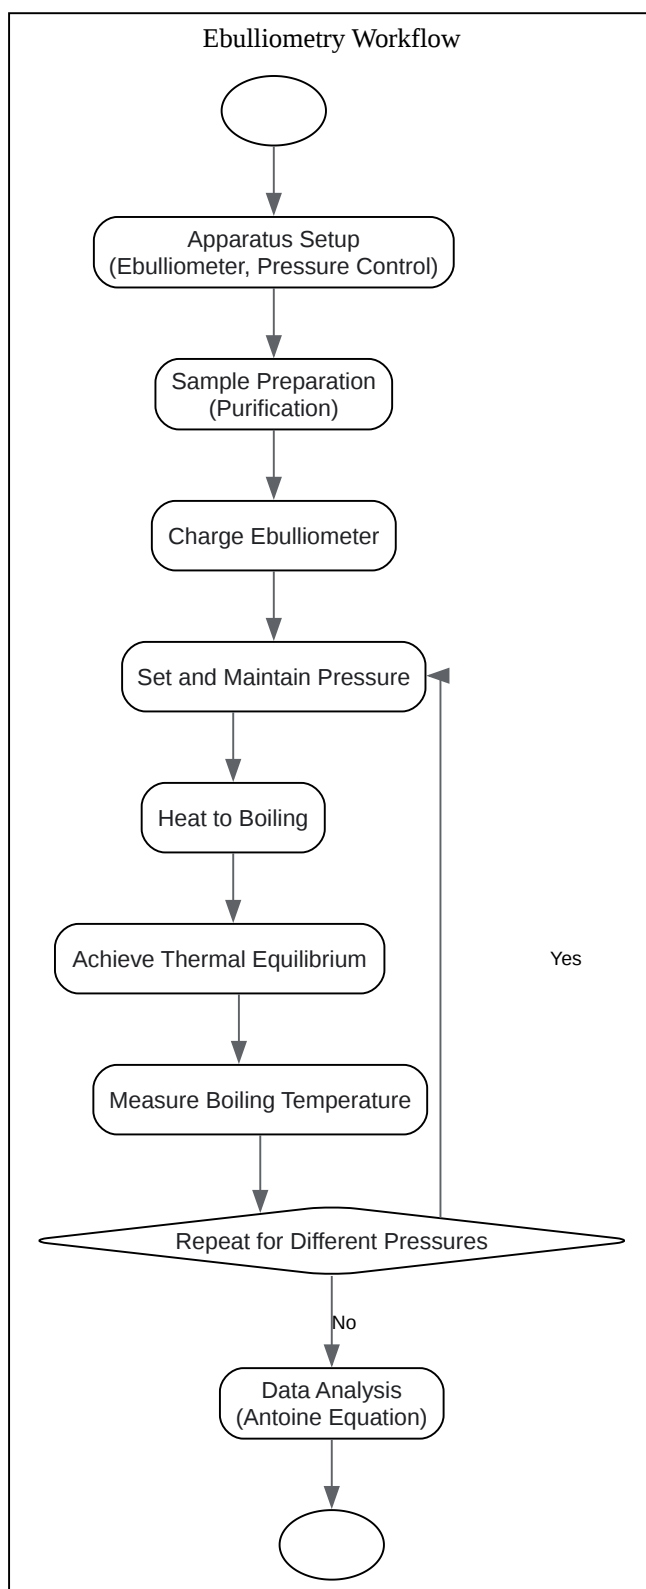 Ebulliometry Workflow
Apparatus Setup
(Ebulliometer, Pressure Control)
Sample Preparation
(Purification)
Charge Ebulliometer
Set and Maintain Pressure
Heat to Boiling
Achieve Thermal Equilibrium
Yes
Measure Boiling Temperature
Repeat for Different Pressures
No
Data Analysis
(Antoine Equation)